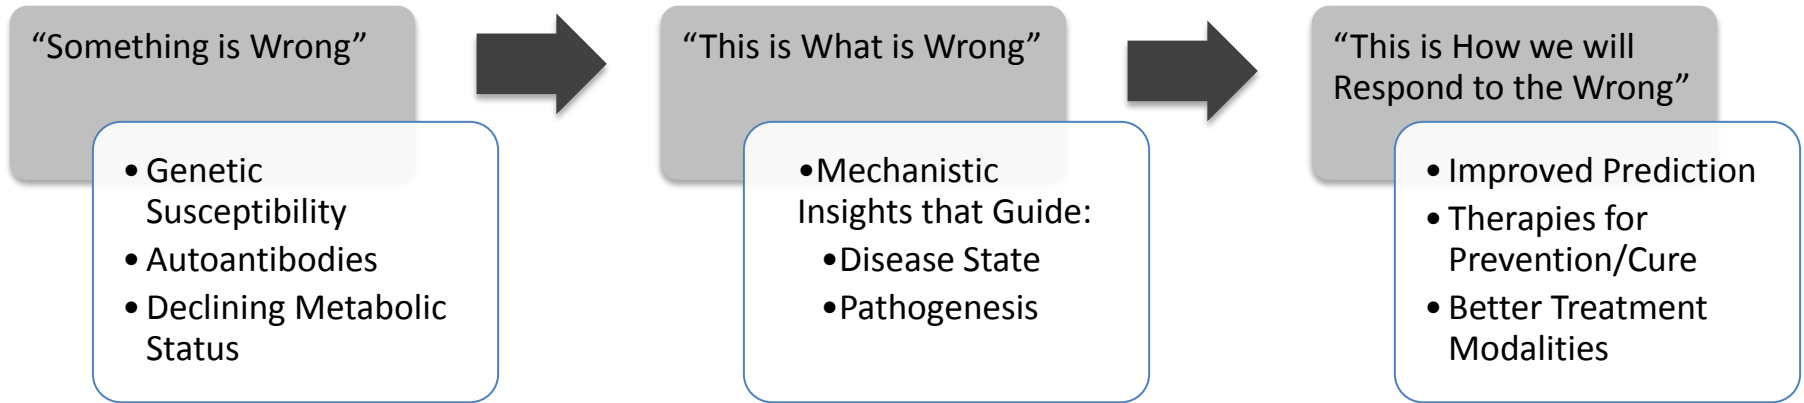 “Something is Wrong”
• Genetic
Susceptibility
• Autoantibodies
• Declining Metabolic
Status
“This is What is Wrong”
•Mechanistic
Insights that Guide:
•Disease State
•Pathogenesis
“This is How we will
Respond to the Wrong”
• Improved Prediction
• Therapies for
Prevention/Cure
• Better Treatment
Modalities